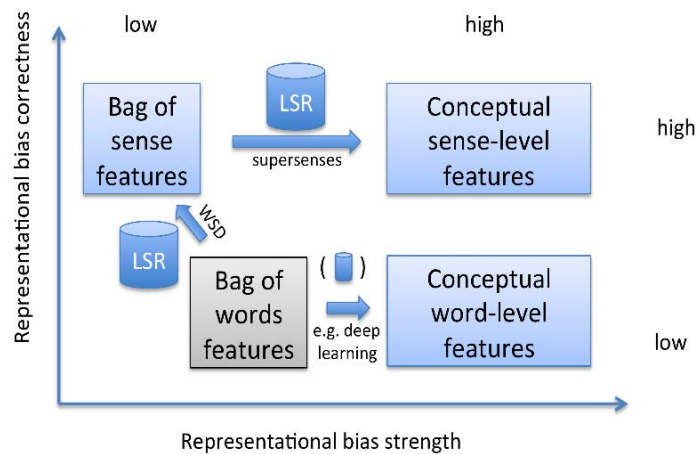 low
high
Representational bias correctness
Bag of
sense
features
LSR
supersenses
Conceptual
sense-level
features
high
LSR
WSD
Bag of
words
features
( )
e.g. deep
learning
Conceptual
word-level
features
low
Representational bias strength